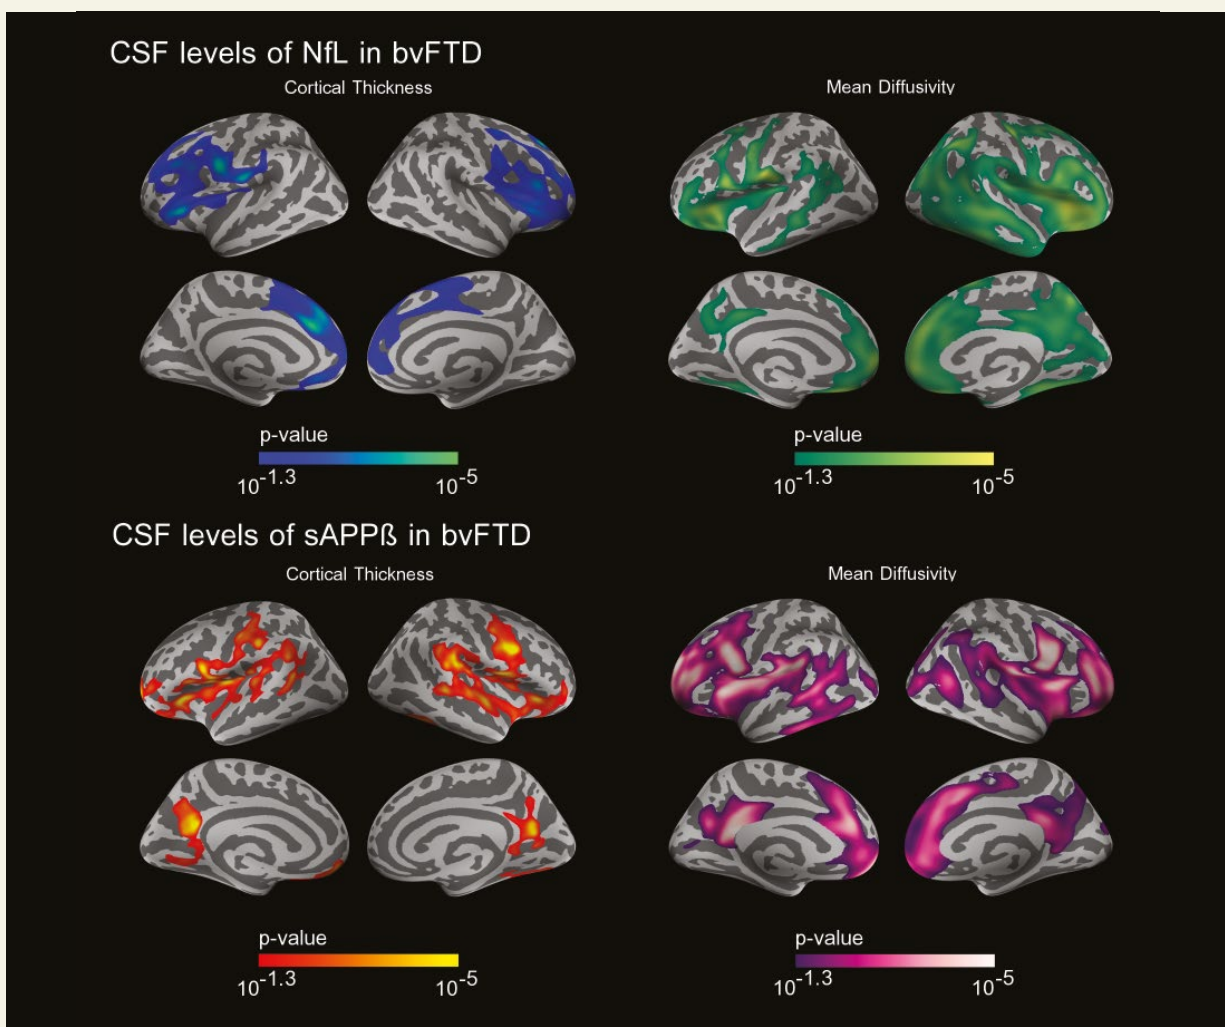 CSF levels of NfL in bvFTD
Cortical Thickness
Mean Diffusivity
p-value
10-1.3
10-5
p-value
10-1.3
10-5
CSF levels of sAPPß in bvFTD
Cortical Thickness
Mean Diffusivity
p-value
10-1.3
10-5
p-value
10-1.3
10-5